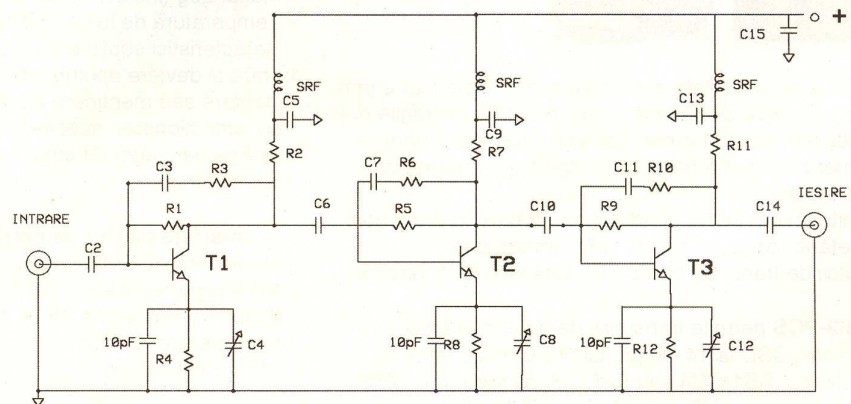 +
C15
SRF
SRF
SRF
C5
C9
C13
R2
R7
R11
C3
R3
C7
R6
C11
R10
R1
C6
R5
C10
R9
C14
INTRARE
IESIRE
C2
T1
T2
T3
10pF
R4
C4
10pF
R8
C8
10pF
R12
C12